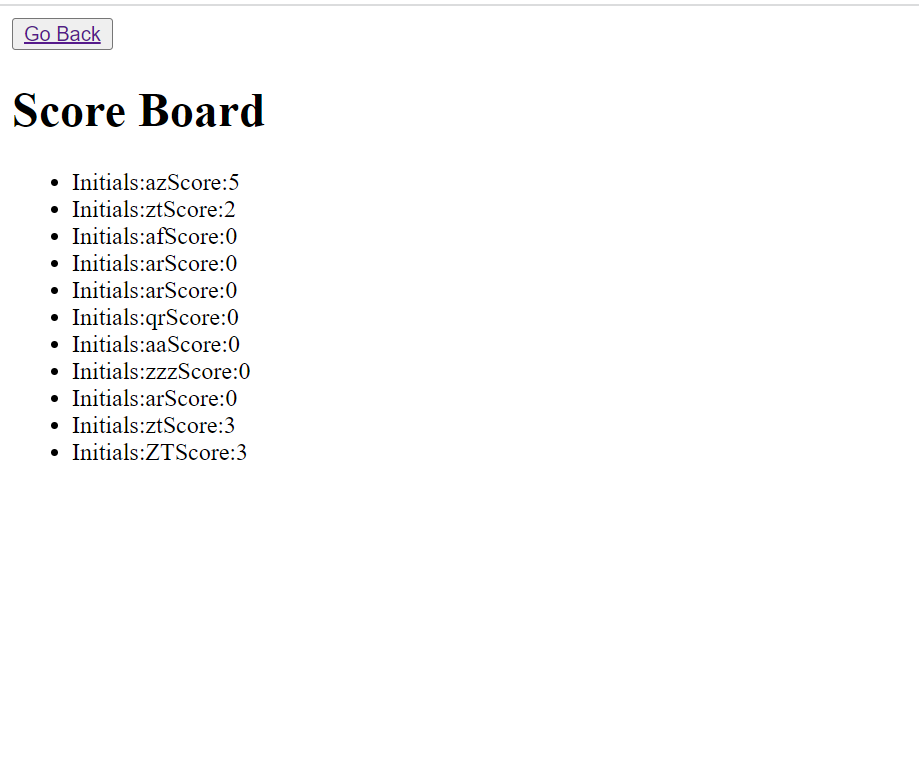 Go Back
Score Board
Initials:azScore:5
Initials:ztScore:2
Initials:afScore:0
Initials:arScore:0
Initials:arScore:0
Initials:qrScore:0
Initials:aaScore:0
Initials:zzzScore:0
Initials:arScore:0
Initials:ztScore:3
Initials:ZTScore:3